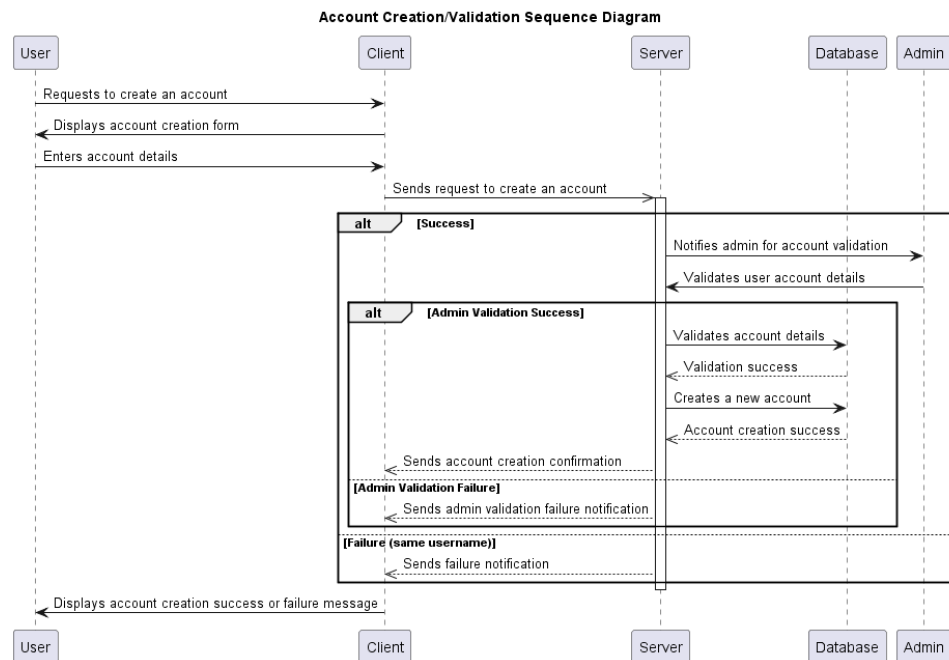 Account Creation/Validation Sequence Diagram
User Client Server Database Admin
Requests to create an account
Displays account creation form
Enters account details
Sends request to create an account
alt [Success]
Notifies admin for account validation
Validates user account details
alt [Admin Validation Success]
Validates account details
Validation success
Creates a new account
Account creation success
Sends account creation confirmation
[Admin Validation Failure]
Sends admin validation failure notification
[Failure (same username)]
Sends failure notification
Displays account creation success or failure message
User Client Server Database Admin